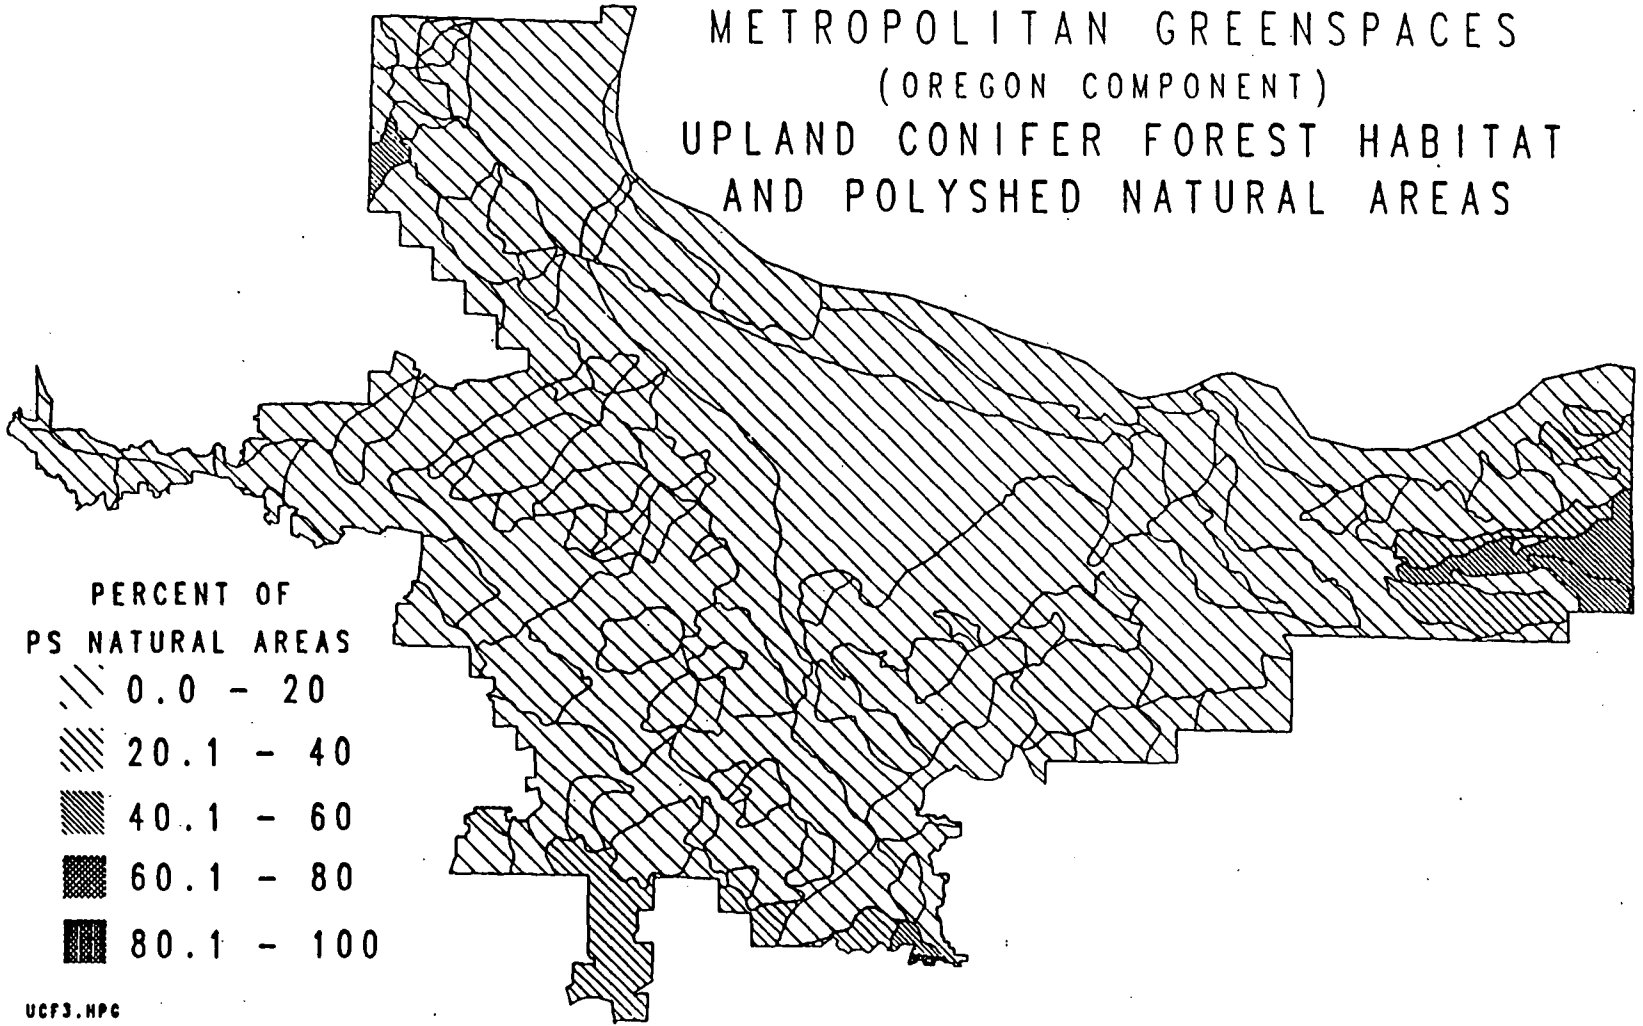 METROPOLITAN GREENSPACES
(OREGON COMPONENT)
UPLAND CONIFER FOREST HABITAT
AND POLYSHED NATURAL AREAS
PERCENT OF
PS NATURAL AREAS
0.0 - 20
20.1 - 40
40.1 - 60
60.1 - 80
80.1 - 100
UCF3.HPG